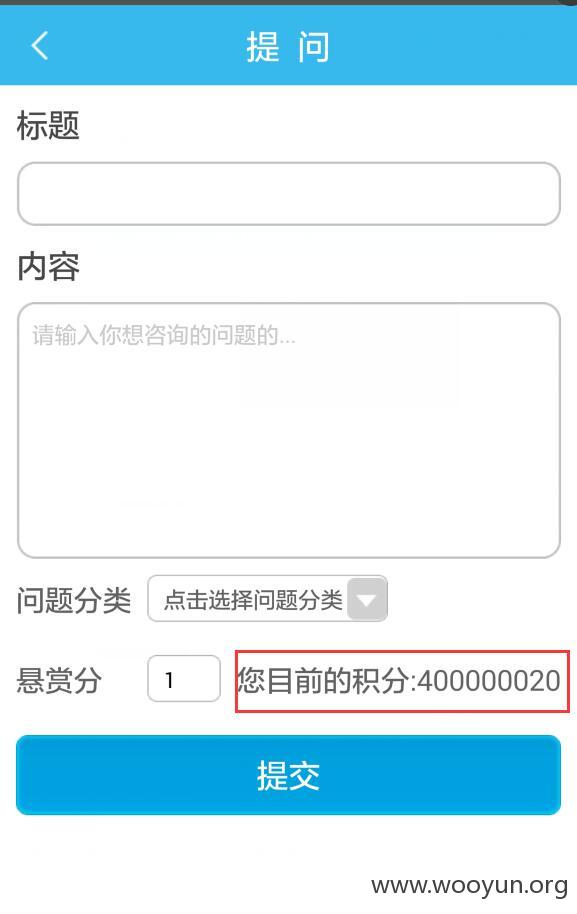 提 问
标题
内容
请输入你想咨询的问题的...
问题分类 点击选择问题分类
悬赏分 1 您目前的积分:400000020
提交
www.wooyun.org